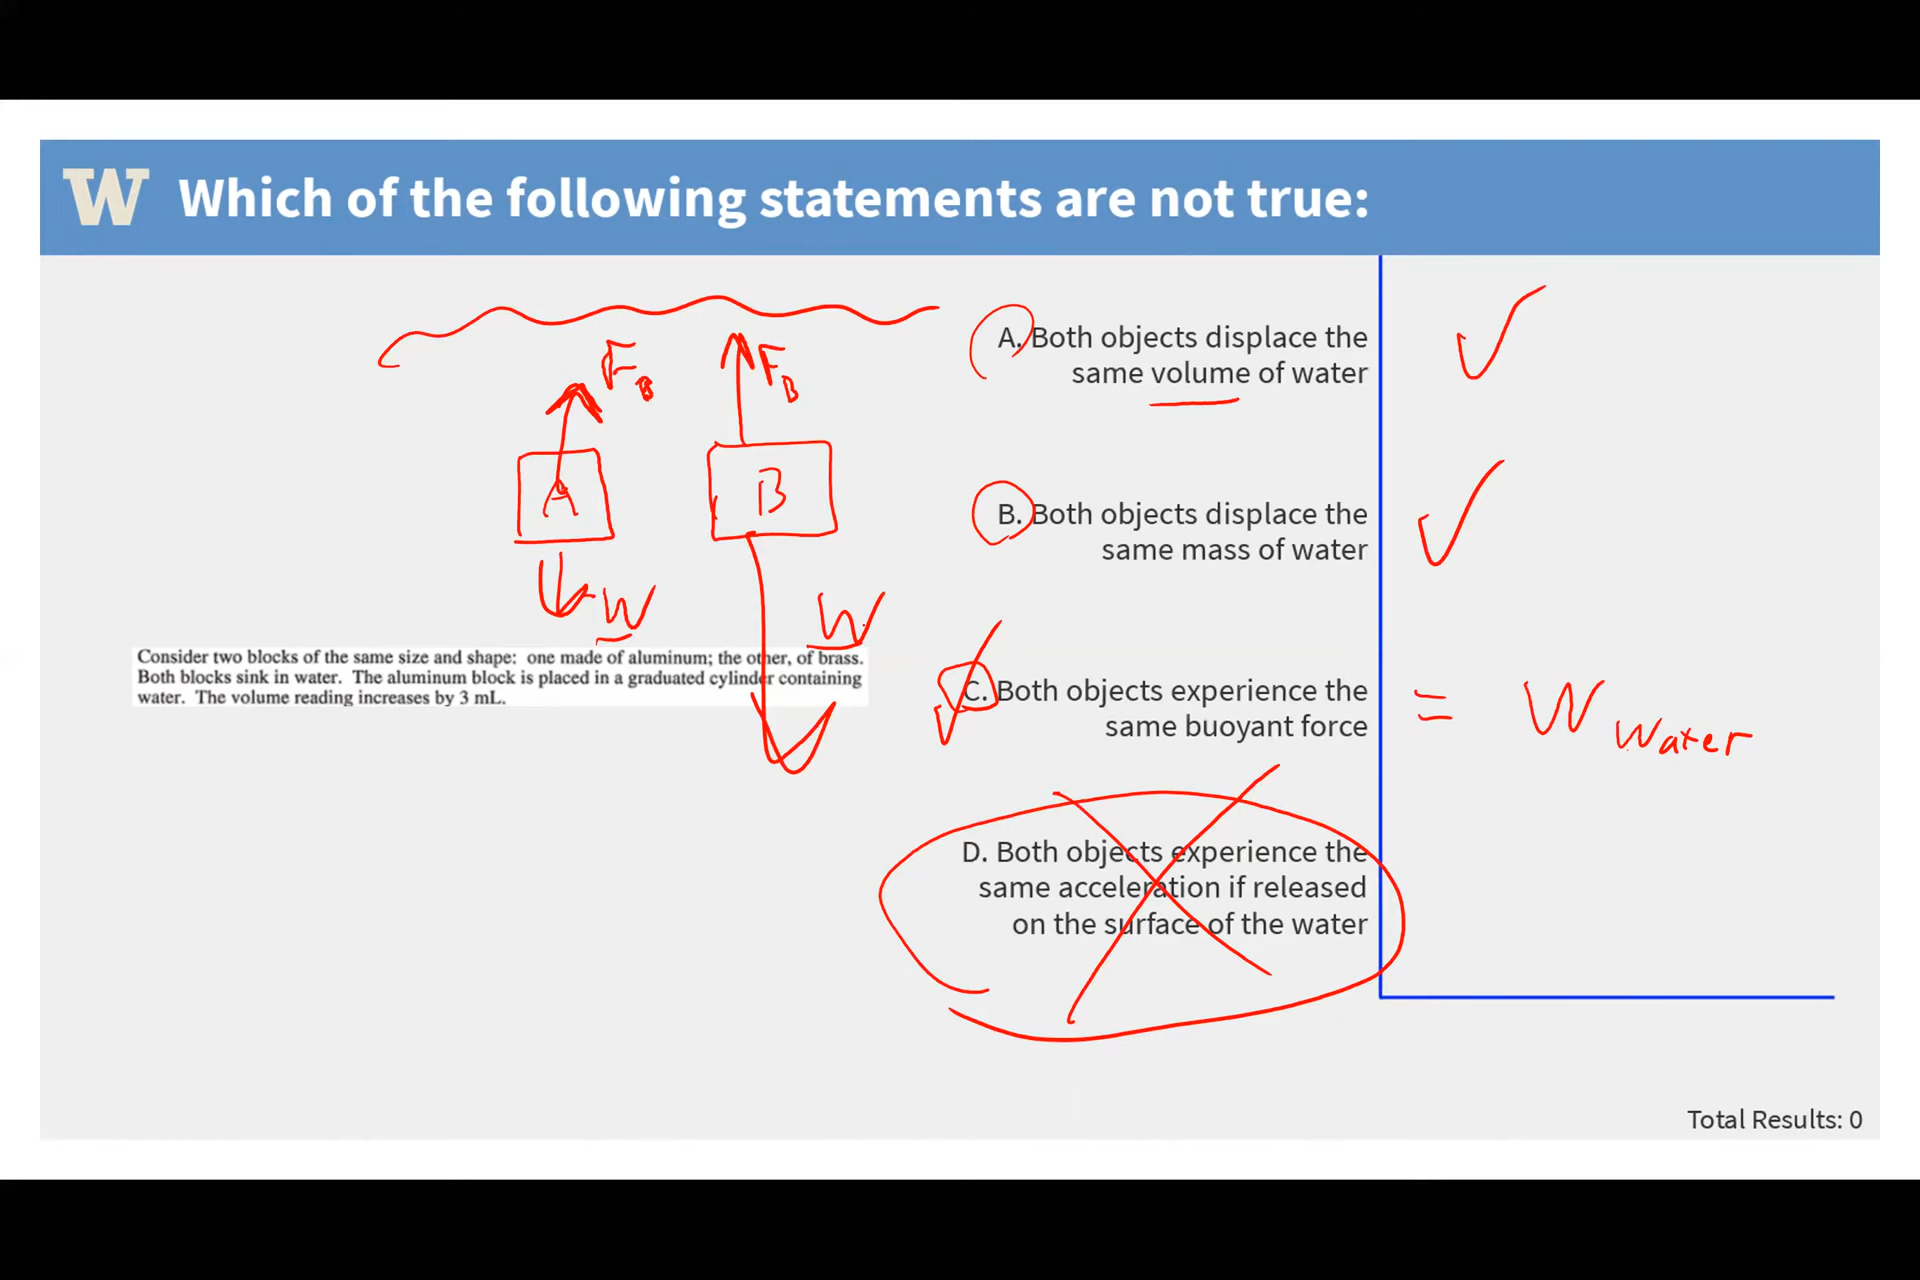 W Which of the following statements are not true:
A. Both objects displace the
same volume of water
B. Both objects displace the
same mass of water
C. Both objects experience the
same buoyant force
= W Water
D. Both objects experience the
same acceleration if released
on the surface of the water
F B
F B
A
B
W
W
Consider two blocks of the same size and shape: one made of aluminum; the other, of brass.
Both blocks sink in water. The aluminum block is placed in a graduated cylinder containing
water. The volume reading increases by 3 mL.
Total Results: 0